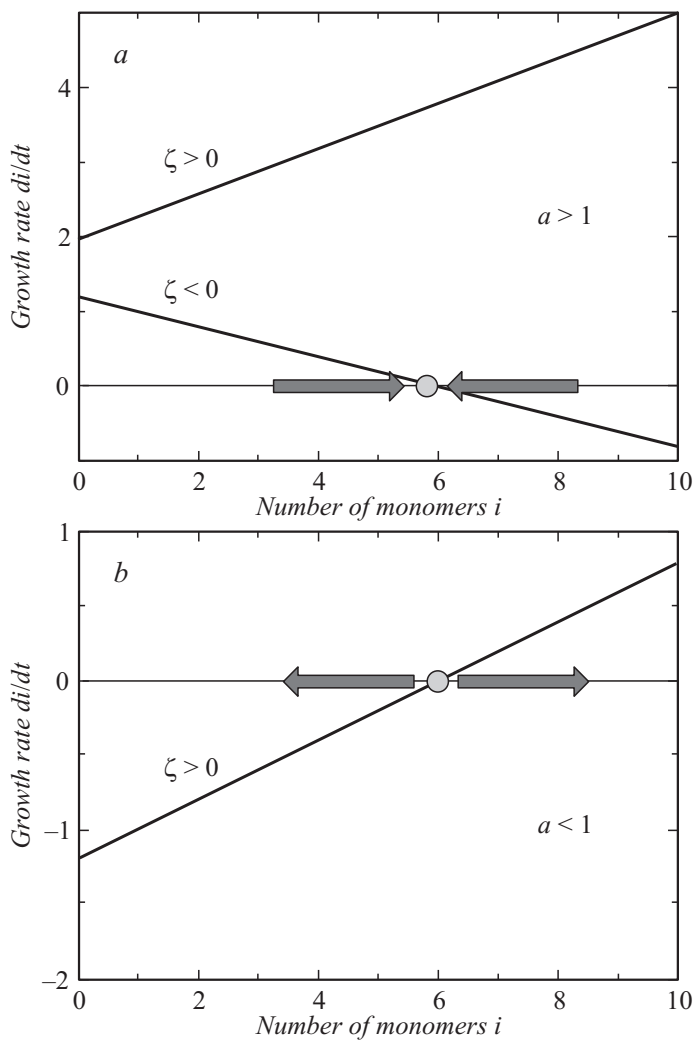 a
4
ζ > 0
a > 1
2
ζ < 0
0
0 2 4 6 8 10
Growth rate di/dt
Number of monomers i
1
b
0
ζ > 0
–1
a < 1
–2
0 2 4 6 8 10
Growth rate di/dt
Number of monomers i